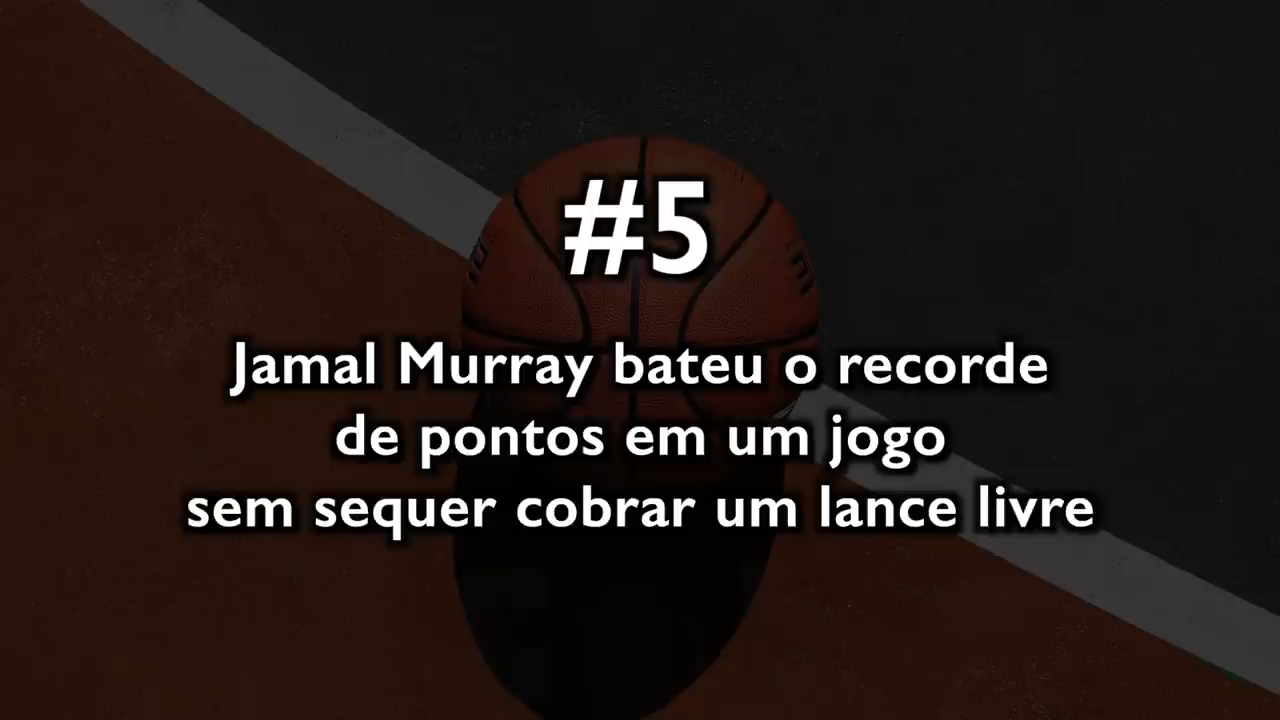 #5
Jamal Murray bateu o recorde
de pontos em um jogo
sem sequer cobrar um lance livre